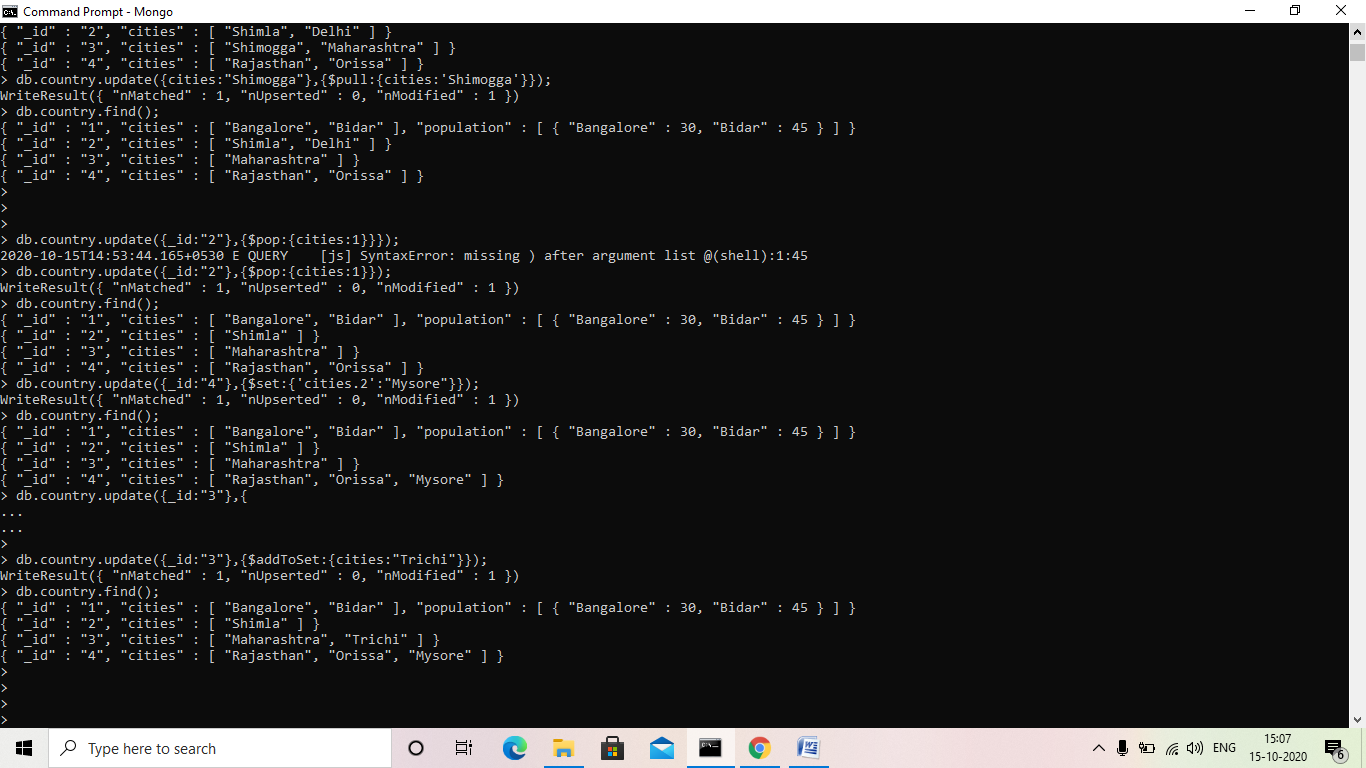 Command Prompt - Mongo
{ "_id" : "2", "cities" : [ "Shimla", "Delhi" ] }
{ "_id" : "3", "cities" : [ "Shimogga", "Maharashtra" ] }
{ "_id" : "4", "cities" : [ "Rajasthan", "Orissa" ] }
> db.country.update({cities:"Shimogga"},{$pull:{cities:'Shimogga'}});
WriteResult({ "nMatched" : 1, "nUpserted" : 0, "nModified" : 1 })
> db.country.find();
{ "_id" : "1", "cities" : [ "Bangalore", "Bidar" ], "population" : [ { "Bangalore" : 30, "Bidar" : 45 } ] }
{ "_id" : "2", "cities" : [ "Shimla", "Delhi" ] }
{ "_id" : "3", "cities" : [ "Maharashtra" ] }
{ "_id" : "4", "cities" : [ "Rajasthan", "Orissa" ] }
>
>
>
> db.country.update({_id:"2"},{$pop:{cities:1}}});
2020-10-15T14:53:44.165+0530 E QUERY    [js] SyntaxError: missing ) after argument list @(shell):1:45
> db.country.update({_id:"2"},{$pop:{cities:1}});
WriteResult({ "nMatched" : 1, "nUpserted" : 0, "nModified" : 1 })
> db.country.find();
{ "_id" : "1", "cities" : [ "Bangalore", "Bidar" ], "population" : [ { "Bangalore" : 30, "Bidar" : 45 } ] }
{ "_id" : "2", "cities" : [ "Shimla" ] }
{ "_id" : "3", "cities" : [ "Maharashtra" ] }
{ "_id" : "4", "cities" : [ "Rajasthan", "Orissa" ] }
> db.country.update({_id:"4"},{$set:{'cities.2':"Mysore"}});
WriteResult({ "nMatched" : 1, "nUpserted" : 0, "nModified" : 1 })
> db.country.find();
{ "_id" : "1", "cities" : [ "Bangalore", "Bidar" ], "population" : [ { "Bangalore" : 30, "Bidar" : 45 } ] }
{ "_id" : "2", "cities" : [ "Shimla" ] }
{ "_id" : "3", "cities" : [ "Maharashtra" ] }
{ "_id" : "4", "cities" : [ "Rajasthan", "Orissa", "Mysore" ] }
> db.country.update({_id:"3"},{
...
...
>
> db.country.update({_id:"3"},{$addToSet:{cities:"Trichi"}});
WriteResult({ "nMatched" : 1, "nUpserted" : 0, "nModified" : 1 })
> db.country.find();
{ "_id" : "1", "cities" : [ "Bangalore", "Bidar" ], "population" : [ { "Bangalore" : 30, "Bidar" : 45 } ] }
{ "_id" : "2", "cities" : [ "Shimla" ] }
{ "_id" : "3", "cities" : [ "Maharashtra", "Trichi" ] }
{ "_id" : "4", "cities" : [ "Rajasthan", "Orissa", "Mysore" ] }
>
>
>
>
Type here to search
ENG
15:07
15-10-2020
6